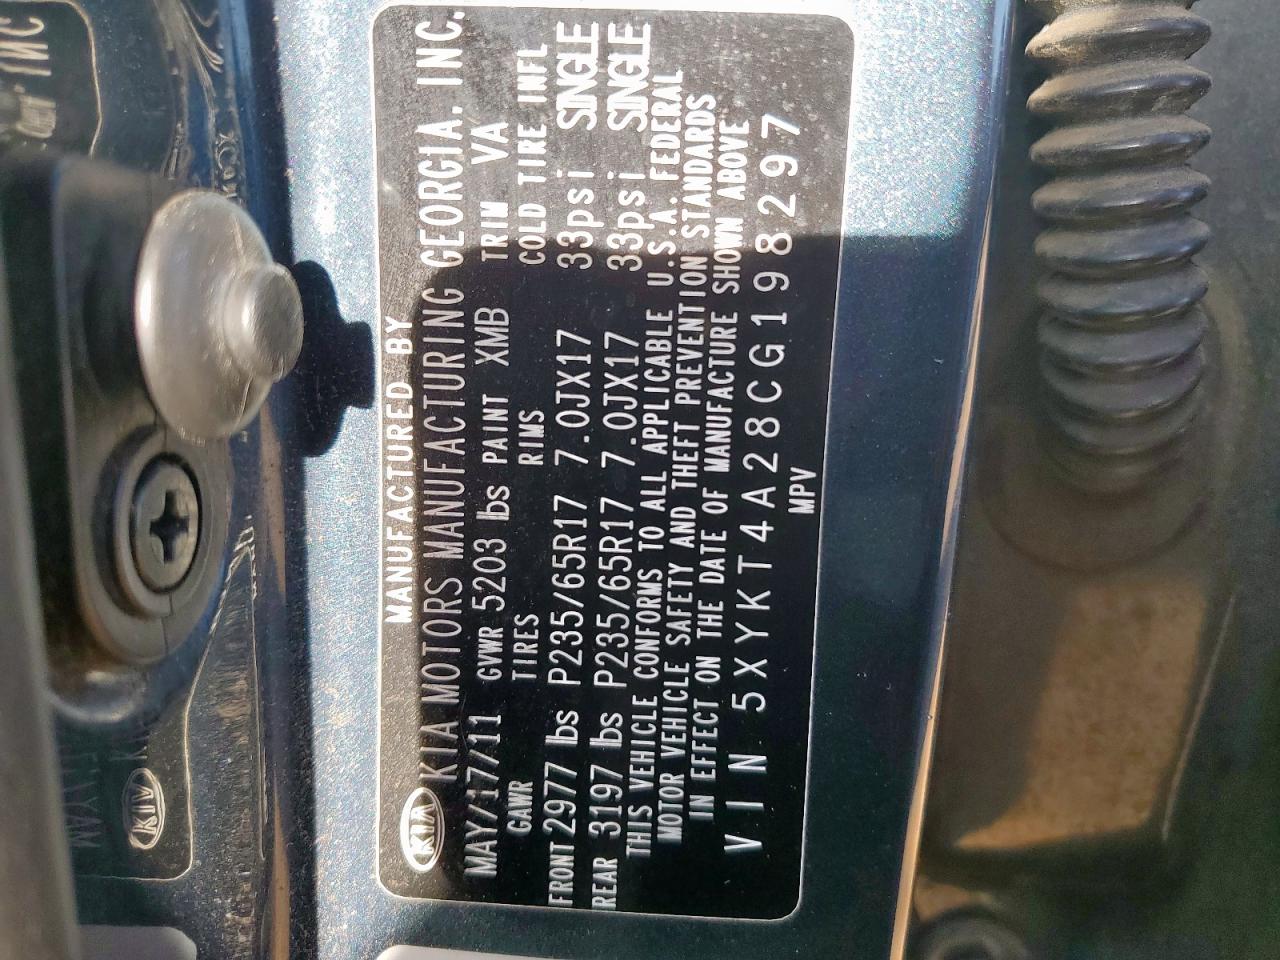 MANUFACTURED BY
KIA KIA MOTORS MANUFACTURING GEORGIA, INC.
MAY/17/11 GVWR 5203 lbs PAINT XMB TRIM VA
GAWR TIRES RIMS COLD TIRE INFL
FRONT 2977 lbs P235/65R17 7.0JX17 33psi SINGLE
REAR 3197 lbs P235/65R17 7.0JX17 33psi SINGLE
THIS VEHICLE CONFORMS TO ALL APPLICABLE U.S.A. FEDERAL
MOTOR VEHICLE SAFETY AND THEFT PREVENTION STANDARDS
IN EFFECT ON THE DATE OF MANUFACTURE SHOWN ABOVE
VIN 5XYKT4A28CG198297
MPV
KIA
INC